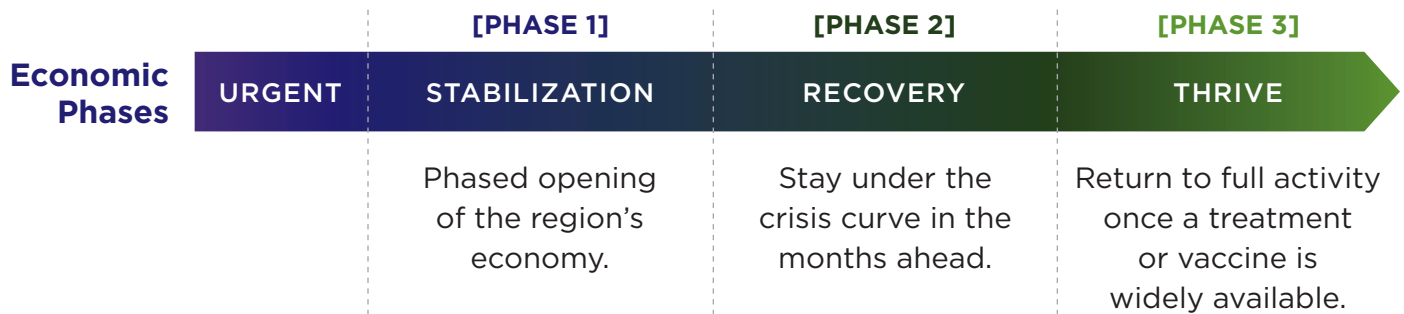 [PHASE 1] [PHASE 2] [PHASE 3]
Economic
Phases
URGENT STABILIZATION RECOVERY THRIVE
Phased opening
of the region’s
economy.
Stay under the
crisis curve in the
months ahead.
Return to full activity
once a treatment
or vaccine is
widely available.